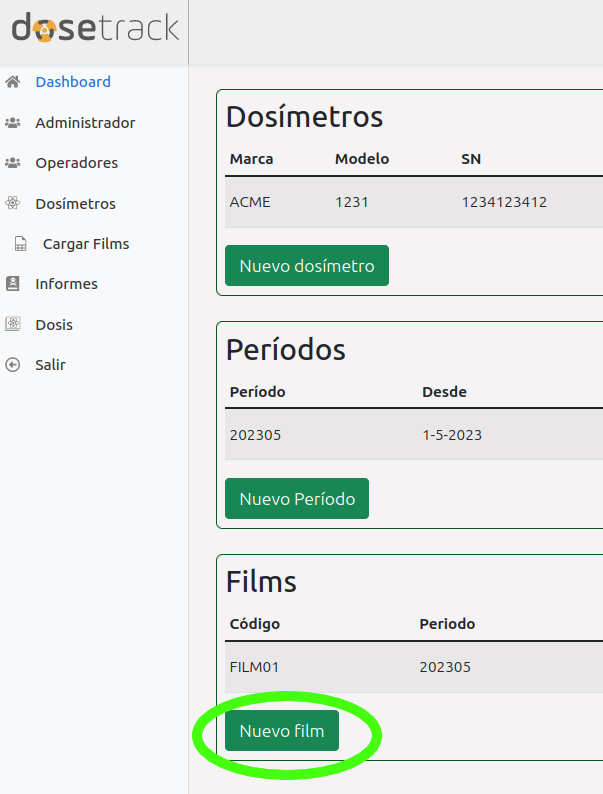 dosetrack
Dashboard
Administrador
Operadores
Dosímetros
Cargar Films
Informes
Dosis
Salir
Dosímetros
Marca Modelo SN
ACME 1231 1234123412
Nuevo dosímetro
Períodos
Período Desde
202305 1-5-2023
Nuevo Período
Films
Código Periodo
FILM01 202305
Nuevo film